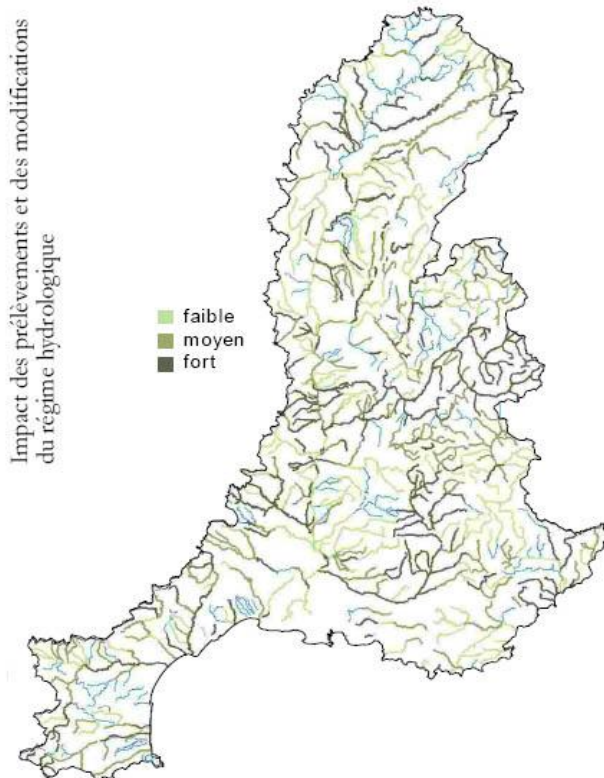 Impact des prélèvements et des modifications
du régime hydrologique
faible
moyen
fort